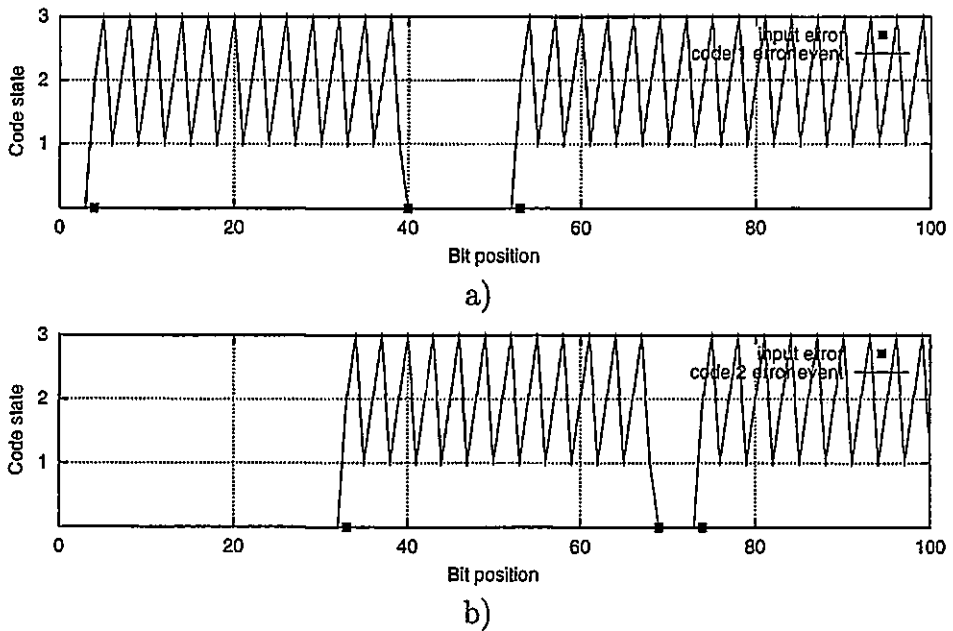 3
2
1
Code state
input error
code 1 error event
0 20 40 60 80 100
Bit position
a)
3
2
1
Code state
input error
code 2 error event
0 20 40 60 80 100
Bit position
b)